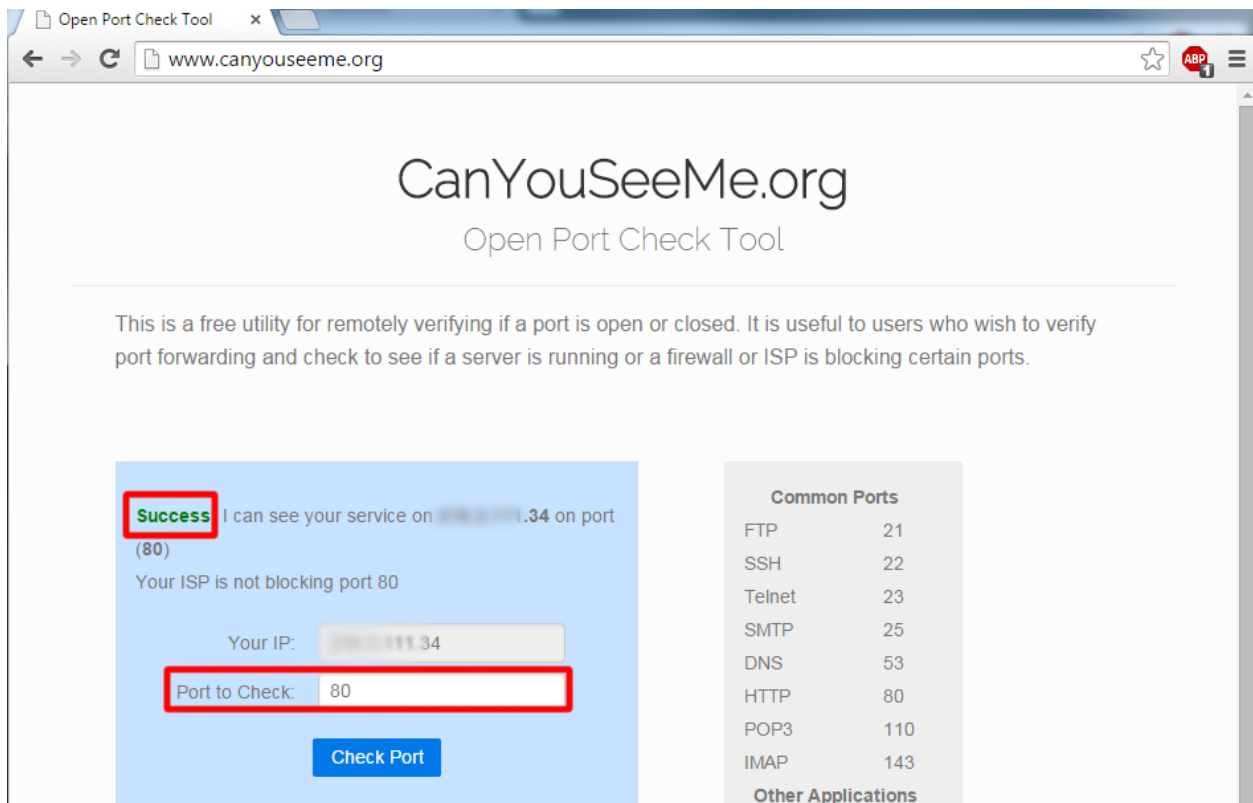 Open Port Check Tool
www.canyouseeme.org
ABP
1
CanYouSeeMe.org
Open Port Check Tool
This is a free utility for remotely verifying if a port is open or closed. It is useful to users who wish to verify
port forwarding and check to see if a server is running or a firewall or ISP is blocking certain ports.
Success I can see your service on .34 on port
(80)
Your ISP is not blocking port 80
Your IP: 111.34
Port to Check: 80
Check Port
Common Ports
FTP 21
SSH 22
Telnet 23
SMTP 25
DNS 53
HTTP 80
POP3 110
IMAP 143
Other Applications